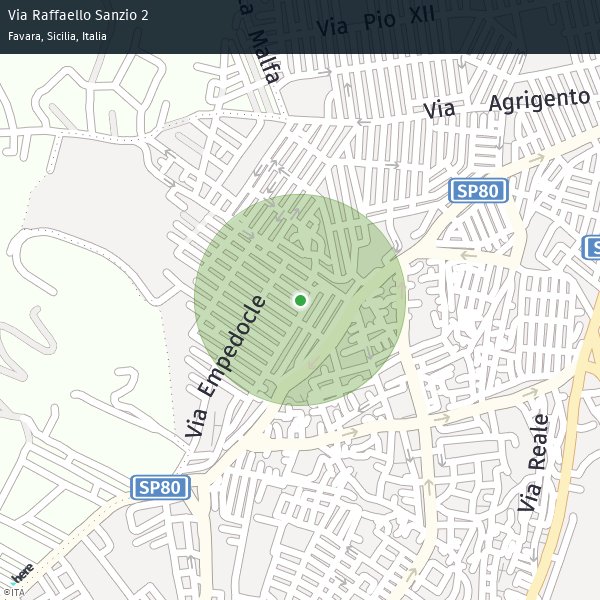 Via Raffaello Sanzio 2
Favara, Sicilia, Italia
Via Pio XII
La Malfa
Via Agrigento
SP80
S
Via Empedocle
Via Reale
SP80
here
©ITA